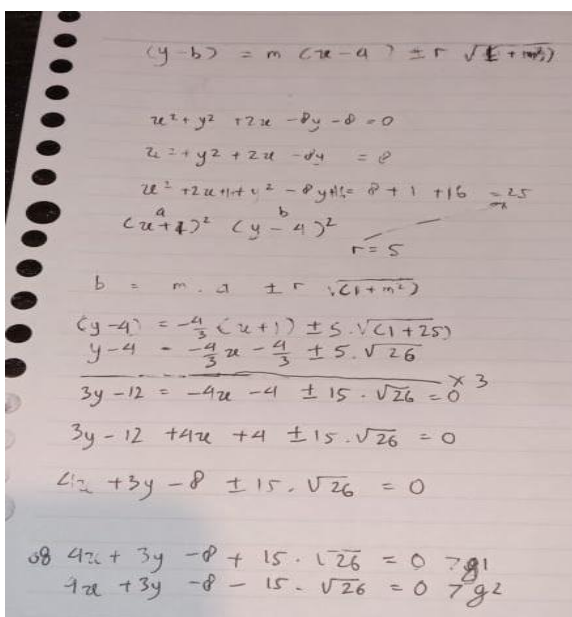 (y-b) = m (x-a) ± r √(1+m²)
x² + y² + 2x - 8y - 8 = 0
x² + y² + 2x - 8y = 8
x² + 2x+1+y² - 8y+16= 8 + 1 + 16 = 25
a b
(x+1)² (y-4)²
r = 5
b = m . a ± r √(1+m²)
(y-4) = -4/3 (x+1) ± 5.√(1+25)
y-4 = -4/3x - 4/3 ± 5.√26
x 3
3y-12 = -4x -4 ± 15 . √26 = 0
3y-12 +4x +4 ±15.√26 = 0
4x +3y -8 ± 15. √26 = 0
4x + 3y -8 + 15. √26 = 0 > g1
4x +3y -8 - 15. √26 = 0 > g2